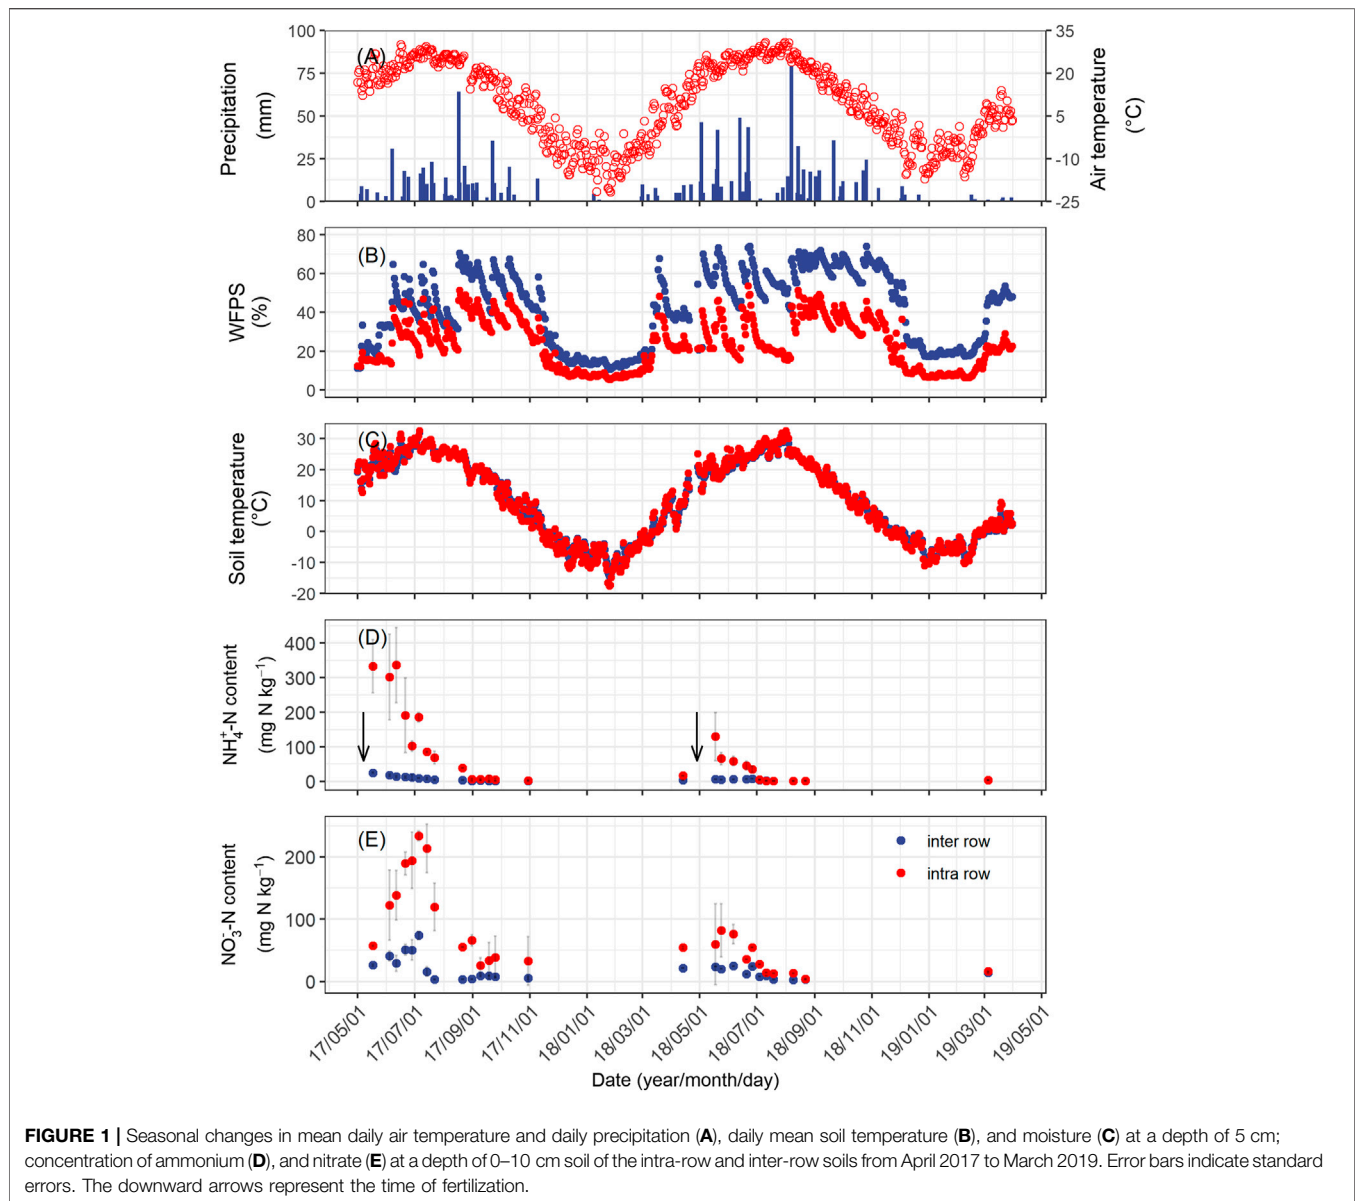 (A)
100
75
50
25
0
Precipitation
(mm)
35
20
5
-10
-25
Air temperature
(°C)
(B)
80
60
40
20
0
WFPS
(%)
(C)
30
20
10
0
-10
-20
Soil temperature
(°C)
(D)
400
300
200
100
0
NH₄⁺-N content
(mg N kg⁻¹)
(E)
200
100
0
NO₃⁻-N content
(mg N kg⁻¹)
inter row
intra row
17/05/01
17/07/01
17/09/01
17/11/01
18/01/01
18/03/01
18/05/01
18/07/01
18/09/01
18/11/01
19/01/01
19/03/01
19/05/01
Date (year/month/day)
FIGURE 1 | Seasonal changes in mean daily air temperature and daily precipitation (A), daily mean soil temperature (B), and moisture (C) at a depth of 5 cm;
concentration of ammonium (D), and nitrate (E) at a depth of 0–10 cm soil of the intra-row and inter-row soils from April 2017 to March 2019. Error bars indicate standard
errors. The downward arrows represent the time of fertilization.